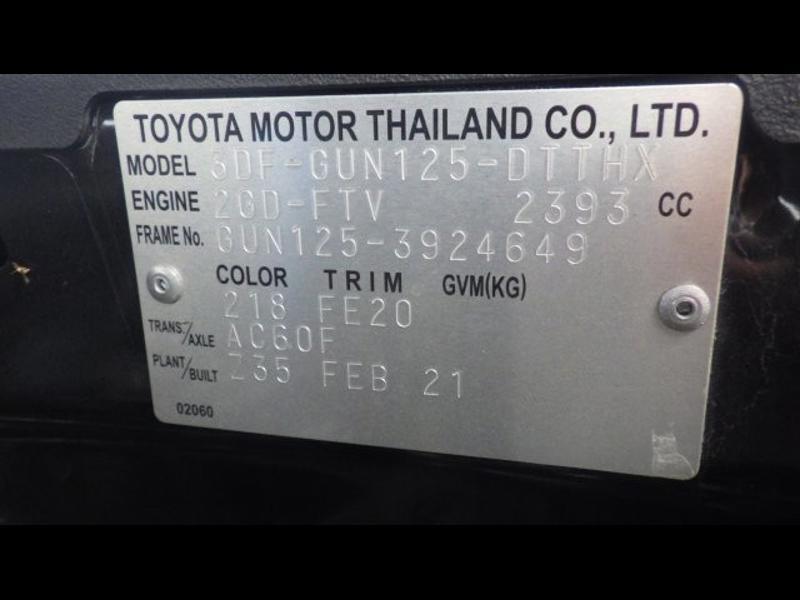 TOYOTA MOTOR THAILAND CO., LTD.
MODEL 3DF-GUN125-DTTHX
ENGINE 2GD-FTV 2393 CC
FRAME No. GUN125-3924649
COLOR TRIM GVM(KG)
218 FE20
TRANS./AXLE AC60F
PLANT/BUILT Z35 FEB 21
02060